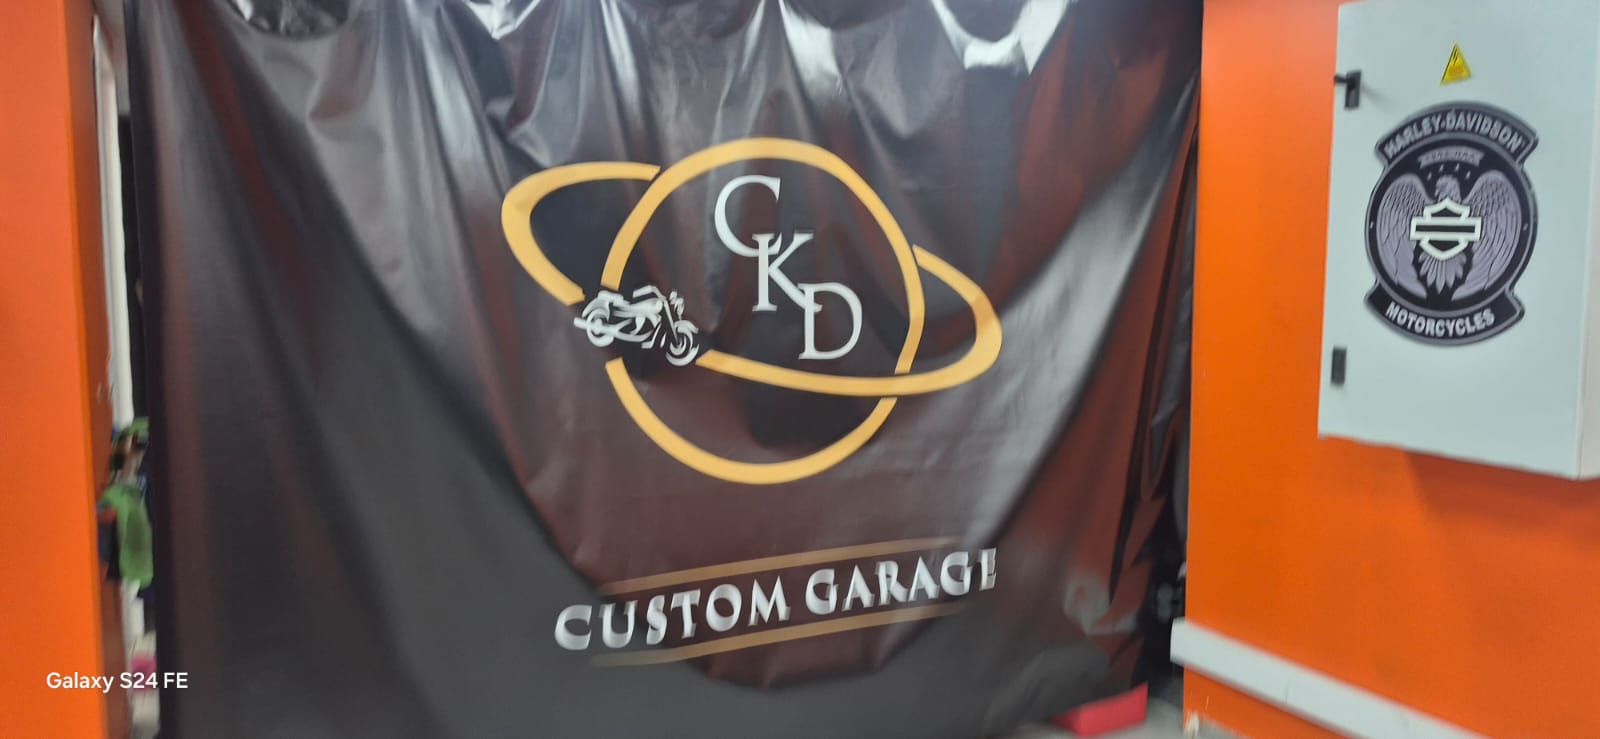 CKD
CUSTOM GARAGE
HARLEY-DAVIDSON
MOTORCYCLES
Galaxy S24 FE